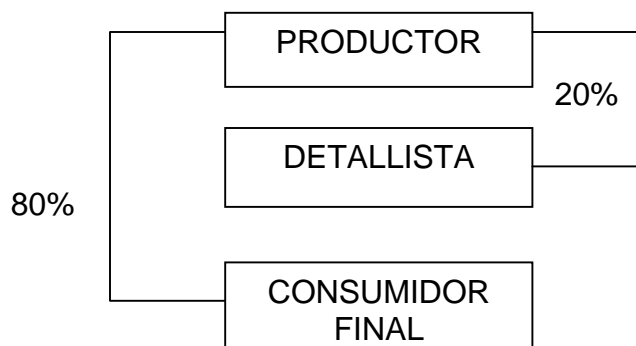 PRODUCTOR
20%
DETALLISTA
80%
CONSUMIDOR
FINAL